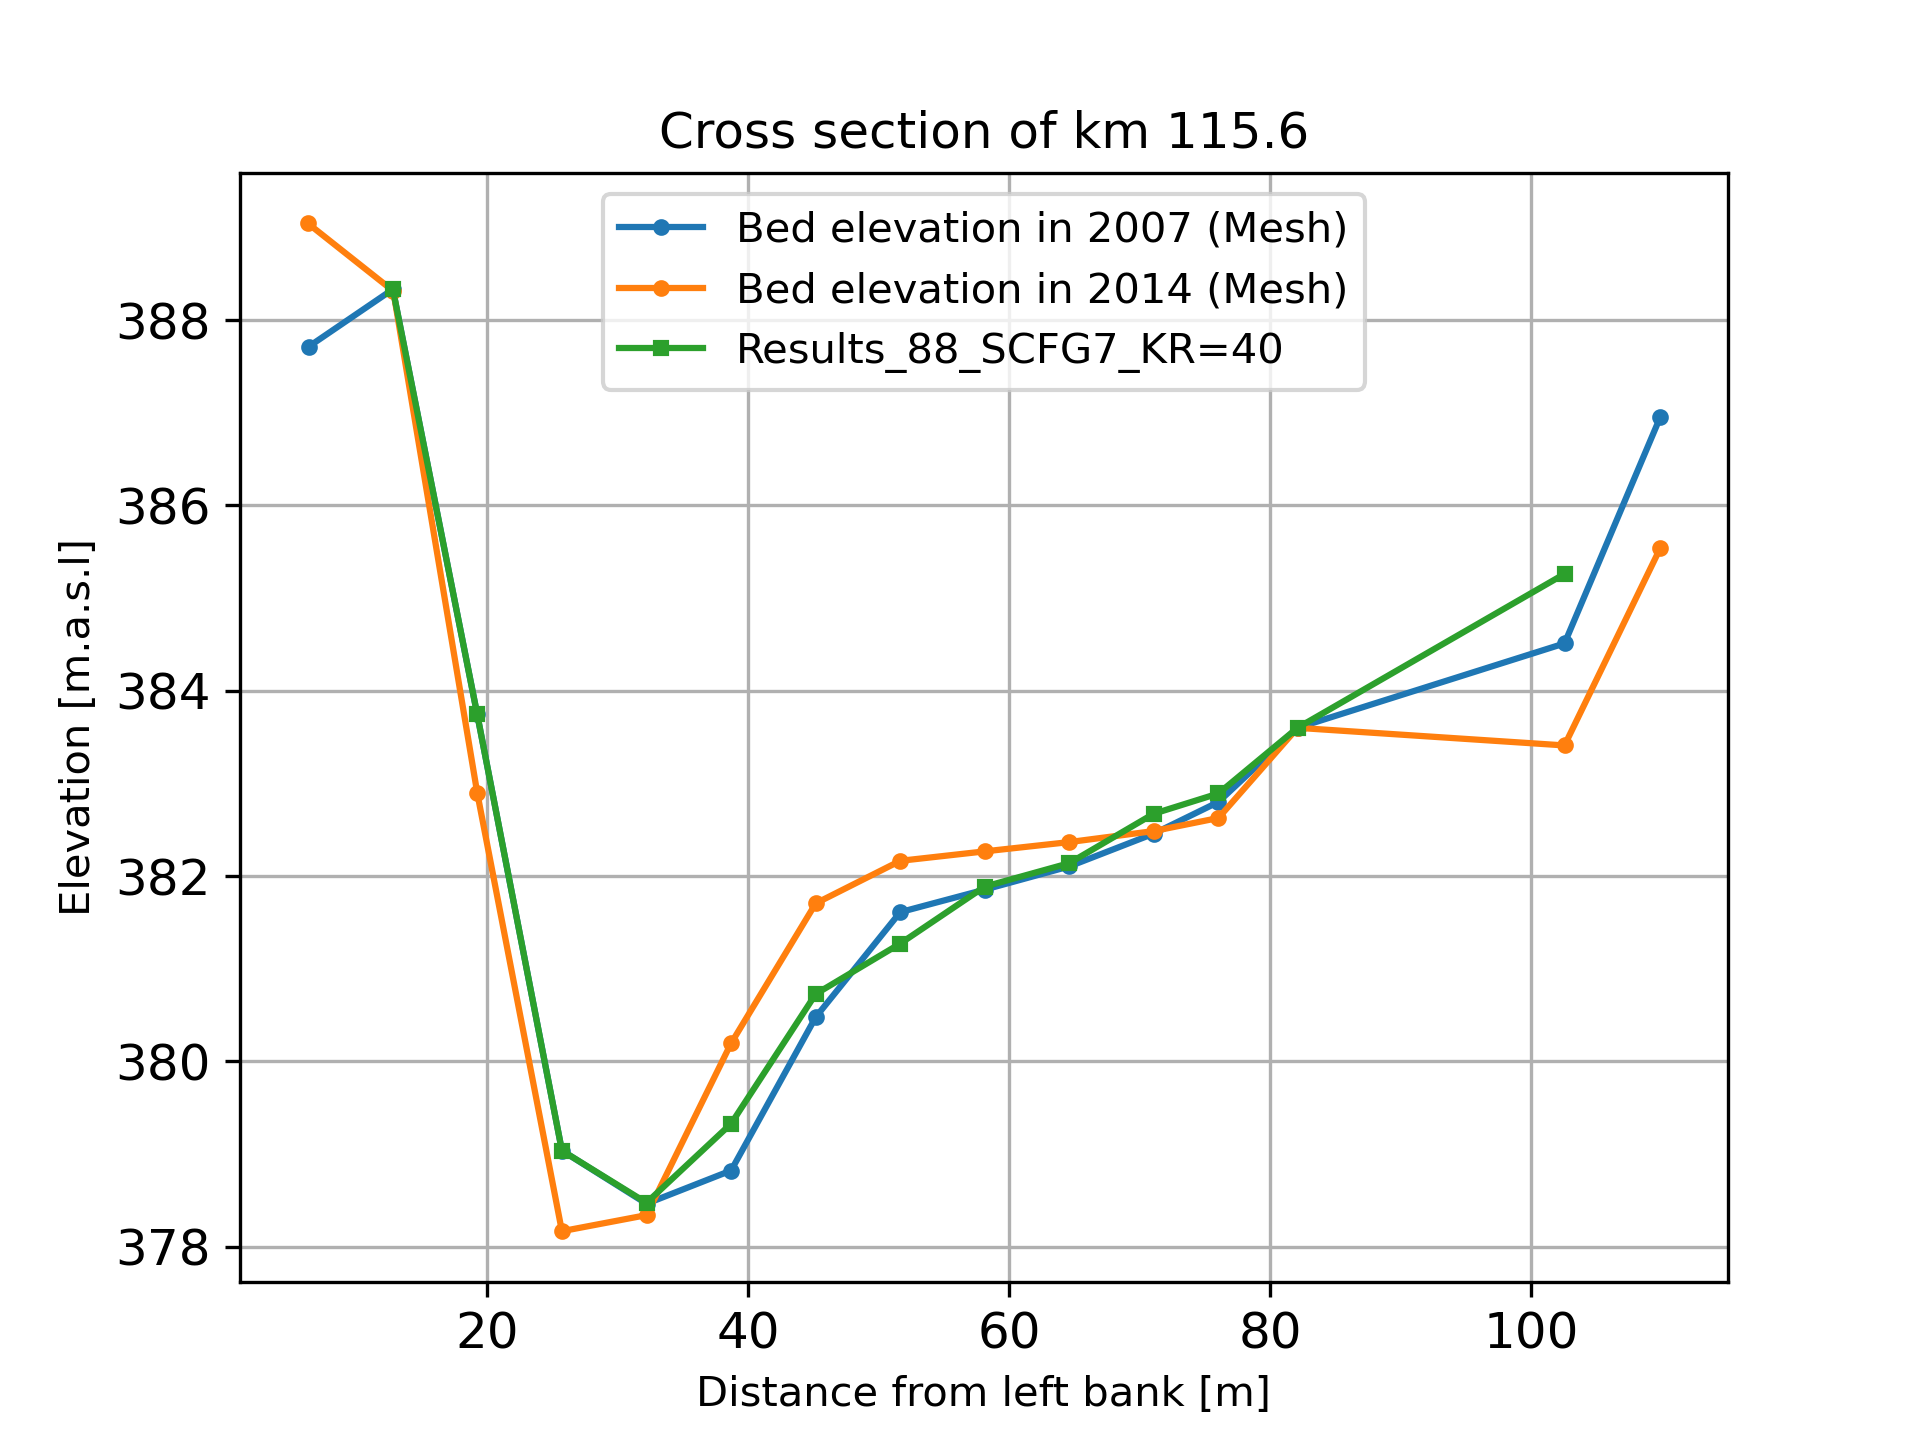 Cross section of km 115.6
Bed elevation in 2007 (Mesh)
Bed elevation in 2014 (Mesh)
Results_88_SCFG7_KR=40
388
386
384
382
380
378
Elevation [m.a.s.l]
20 40 60 80 100
Distance from left bank [m]